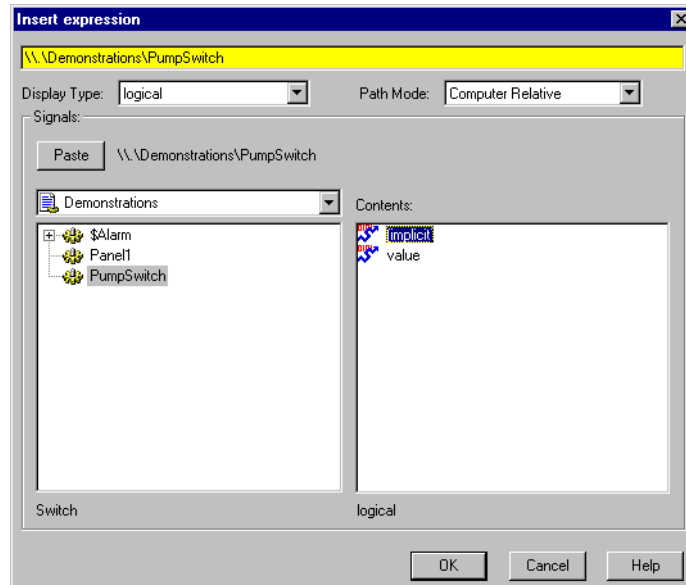 Insert expression
\\.\Demonstrations\PumpSwitch
Display Type: logical Path Mode: Computer Relative
Signals:
Paste \\.\Demonstrations\PumpSwitch
Demonstrations Contents:
$Alarm implicit
Panel1 value
PumpSwitch
Switch logical
OK Cancel Help